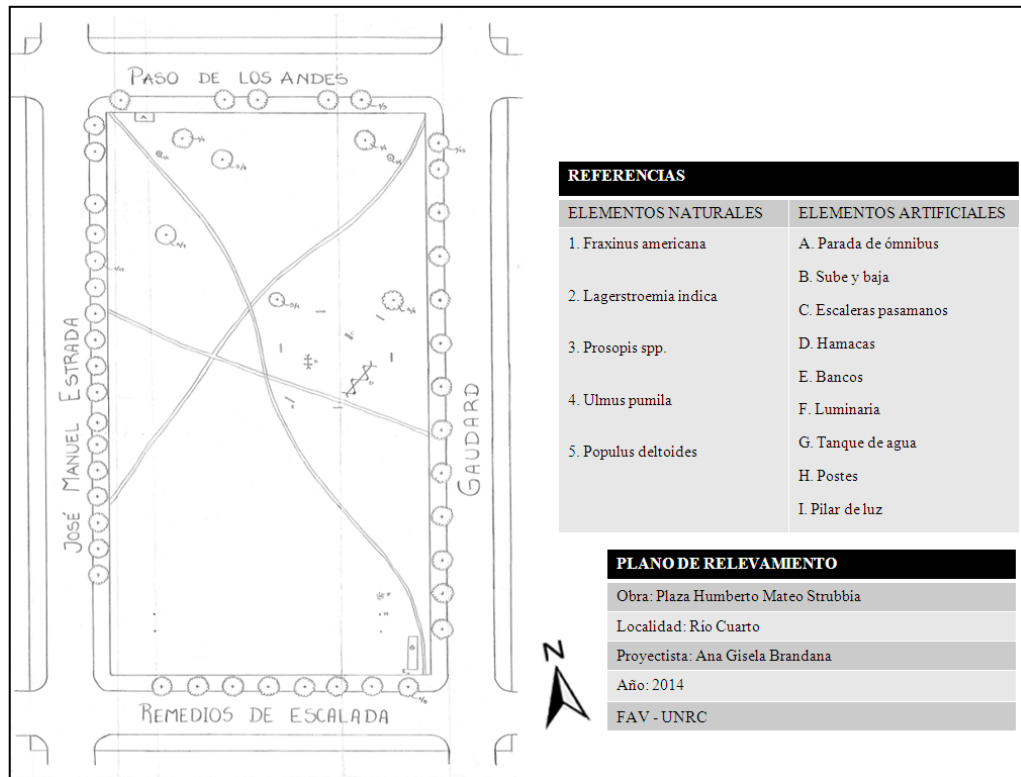 PASO DE LOS ANDES
JOSÉ MANUEL ESTRADA
GAUDARD
REMEDIOS DE ESCALADA
A
REFERENCIAS
ELEMENTOS NATURALES
1. Fraxinus americana
2. Lagerstroemia indica
3. Prosopis spp.
4. Ulmus pumila
5. Populus deltoides
ELEMENTOS ARTIFICIALES
A. Parada de ómnibus
B. Sube y baja
C. Escaleras pasamanos
D. Hamacas
E. Bancos
F. Luminaria
G. Tanque de agua
H. Postes
I. Pilar de luz
N
PLANO DE RELEVAMIENTO
Obra: Plaza Humberto Mateo Strubbia
Localidad: Río Cuarto
Proyectista: Ana Gisela Brandana
Año: 2014
FAV - UNRC